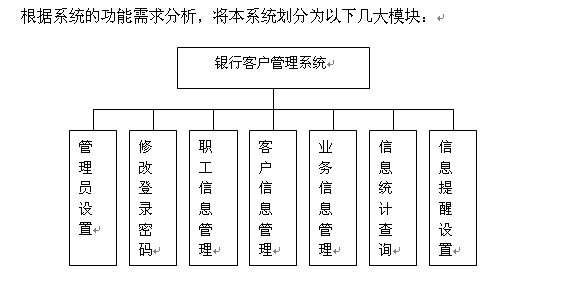 根据系统的功能需求分析，将本系统划分为以下几大模块：
银行客户管理系统
管理员设置
修改登录密码
职工信息管理
客户信息管理
业务信息管理
信息统计查询
信息提醒设置